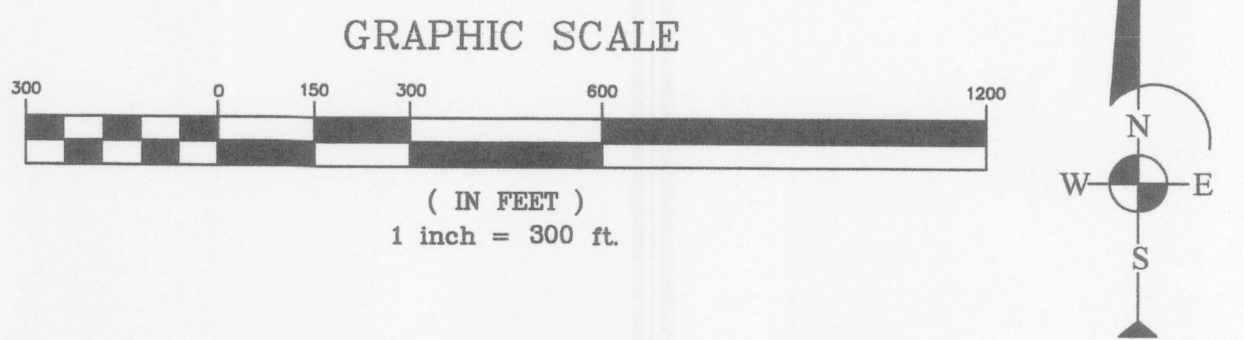 GRAPHIC SCALE
300 0 150 300 600 1200
( IN FEET )
1 inch = 300 ft.
N
W E
S